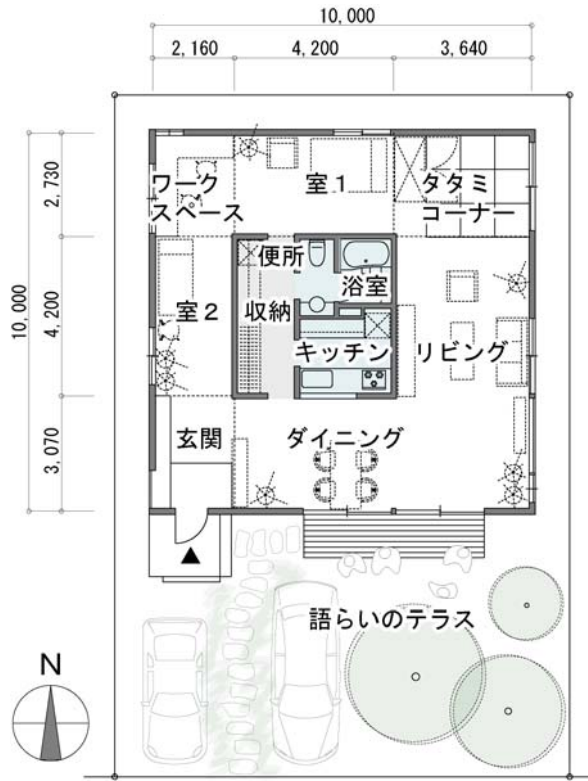 10,000
2,160
4,200
3,640
10,000
2,730
4,200
3,070
ワーク
スペース
室1
タタミ
コーナー
便所
浴室
室2
収納
キッチン
リビング
玄関
ダイニング
語らいのテラス
N